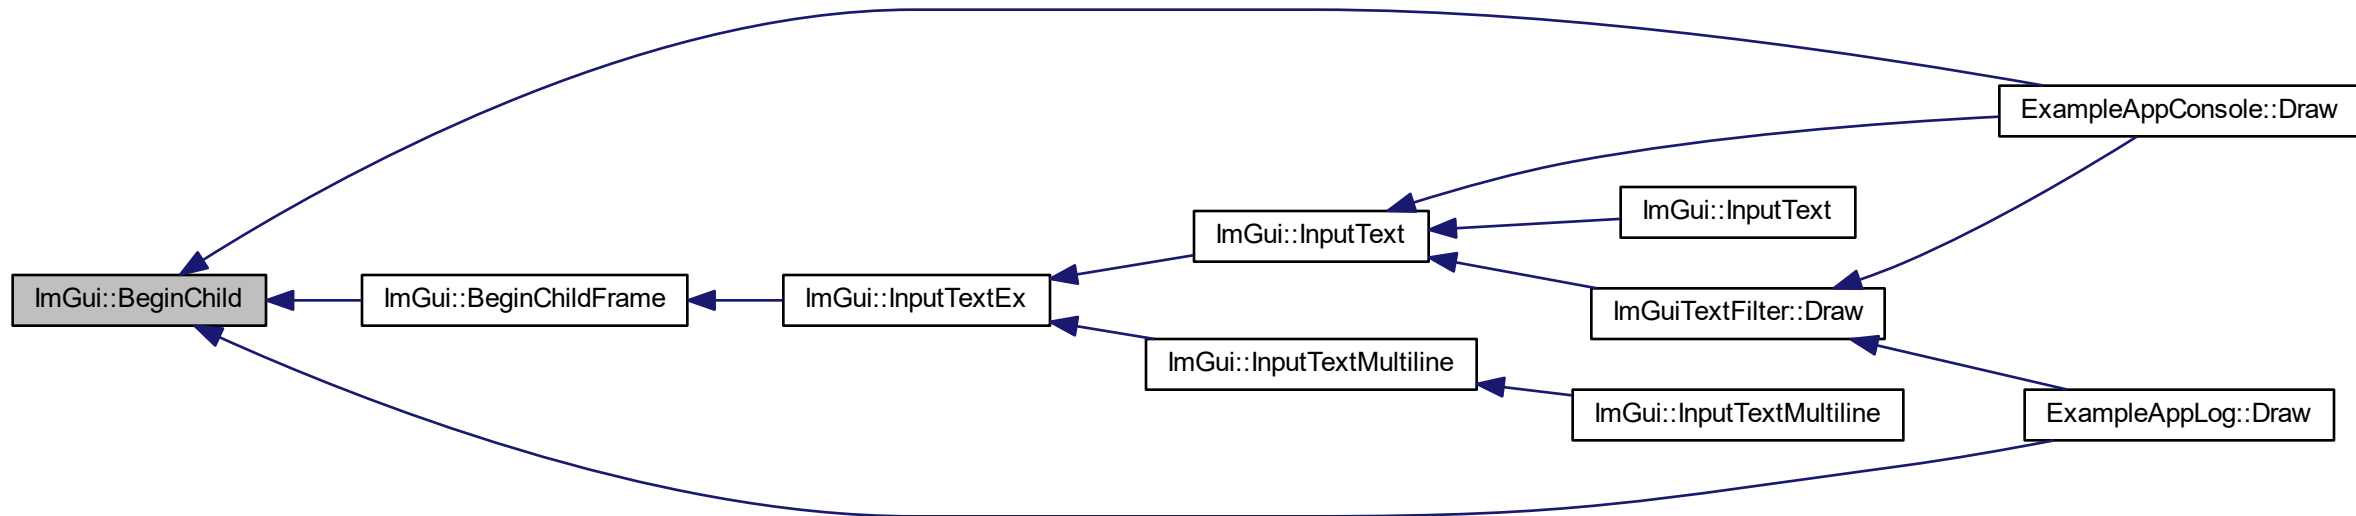 ExampleAppConsole::Draw
ImGui::InputText
ImGui::InputText
ImGui::BeginChild
ImGui::BeginChildFrame
ImGui::InputTextEx
ImGuiTextFilter::Draw
ImGui::InputTextMultiline
ImGui::InputTextMultiline
ExampleAppLog::Draw